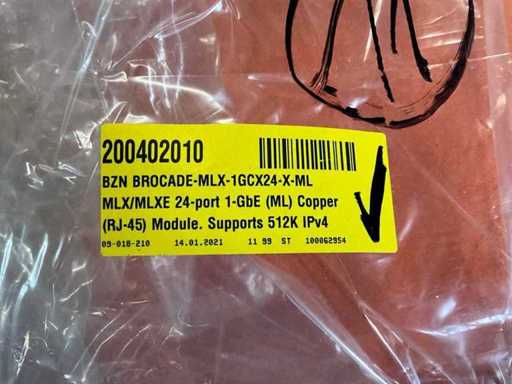 200402010
BZN BROCADE-MLX-1GCX24-X-ML
MLX/MLXE 24-port 1-GbE (ML) Copper
(RJ-45) Module. Supports 512K IPv4
09-018-210 14.01.2021 11 99 ST 100062954